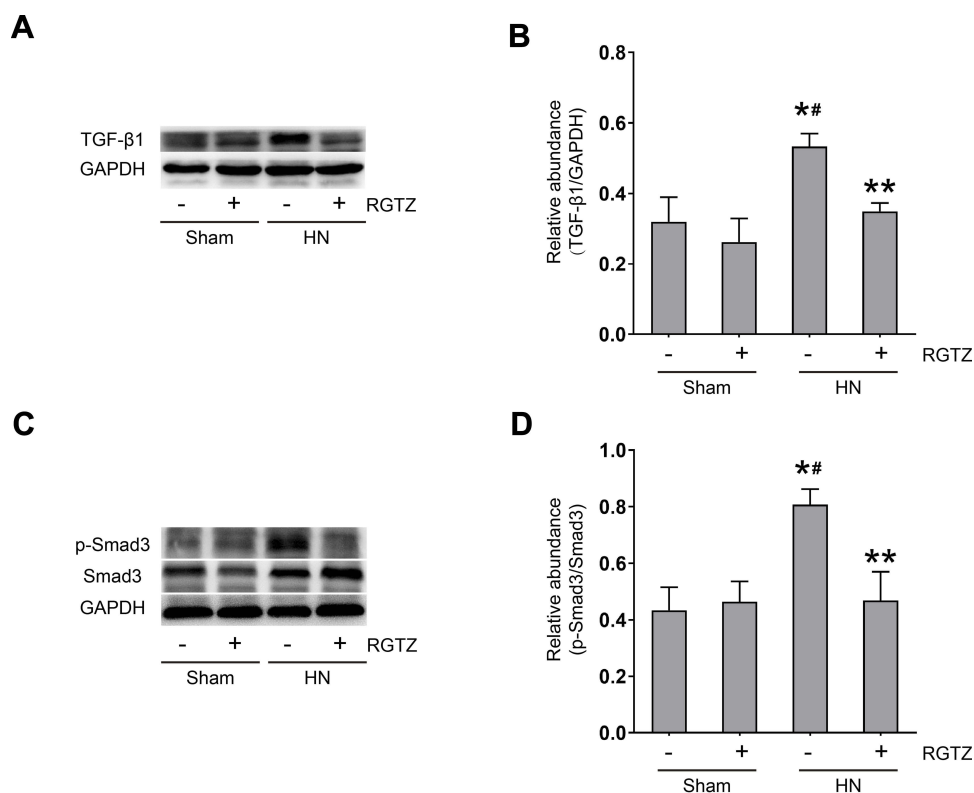 A
TGF-β1
GAPDH
- + - + RGTZ
Sham HN
B
Relative abundance
(TGF-β1/GAPDH)
0.8
0.6
0.4
0.2
0.0
*#
**
- + - + RGTZ
Sham HN
C
p-Smad3
Smad3
GAPDH
- + - + RGTZ
Sham HN
D
Relative abundance
(p-Smad3/Smad3)
1.0
0.8
0.6
0.4
0.2
0.0
*#
**
- + - + RGTZ
Sham HN